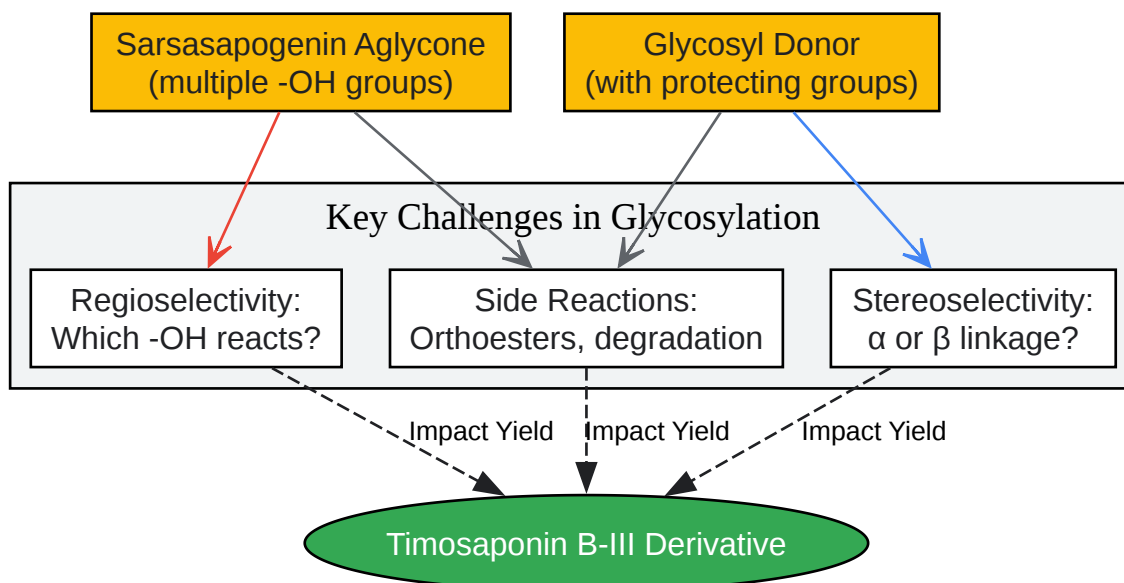 Sarsasapogenin Aglycone
(multiple -OH groups)
Glycosyl Donor
(with protecting groups)
Key Challenges in Glycosylation
Regioselectivity:
Which -OH reacts?
Side Reactions:
Orthoesters, degradation
Stereoselectivity:
α or β linkage?
Impact Yield
Impact Yield
Impact Yield
Timosaponin B-III Derivative